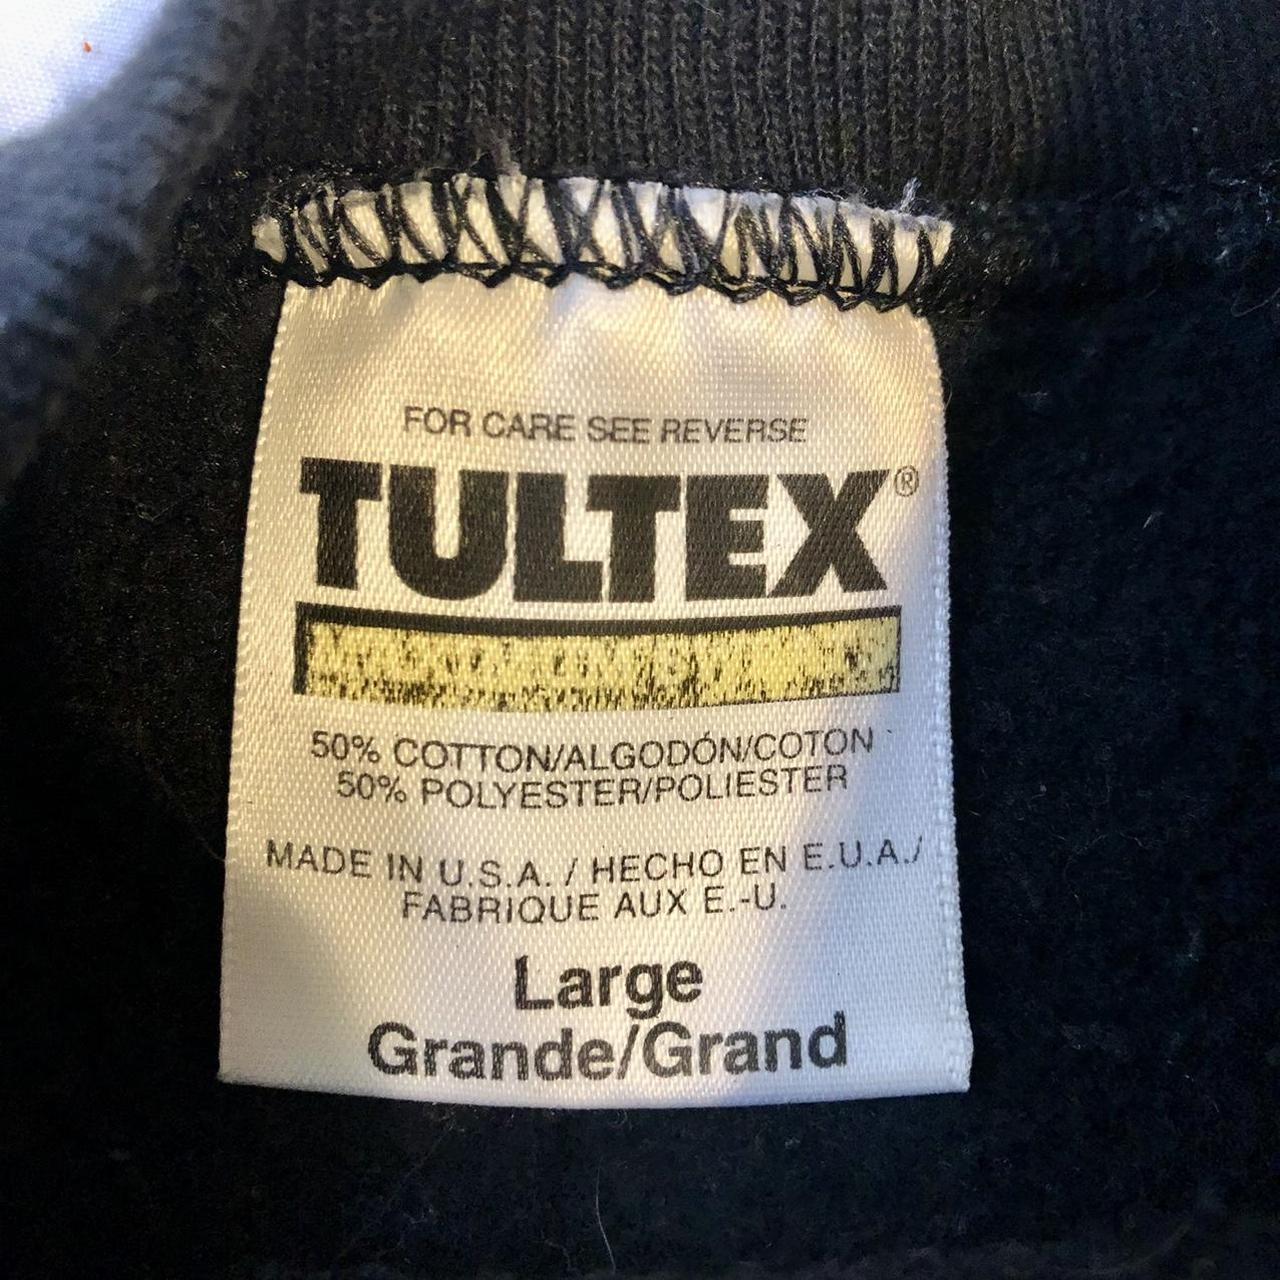 FOR CARE SEE REVERSE
TULTEX®
50% COTTON/ALGODÓN/COTON
50% POLYESTER/POLIESTER
MADE IN U.S.A. / HECHO EN E.U.A./
FABRIQUE AUX E.-U.
Large
Grande/Grand